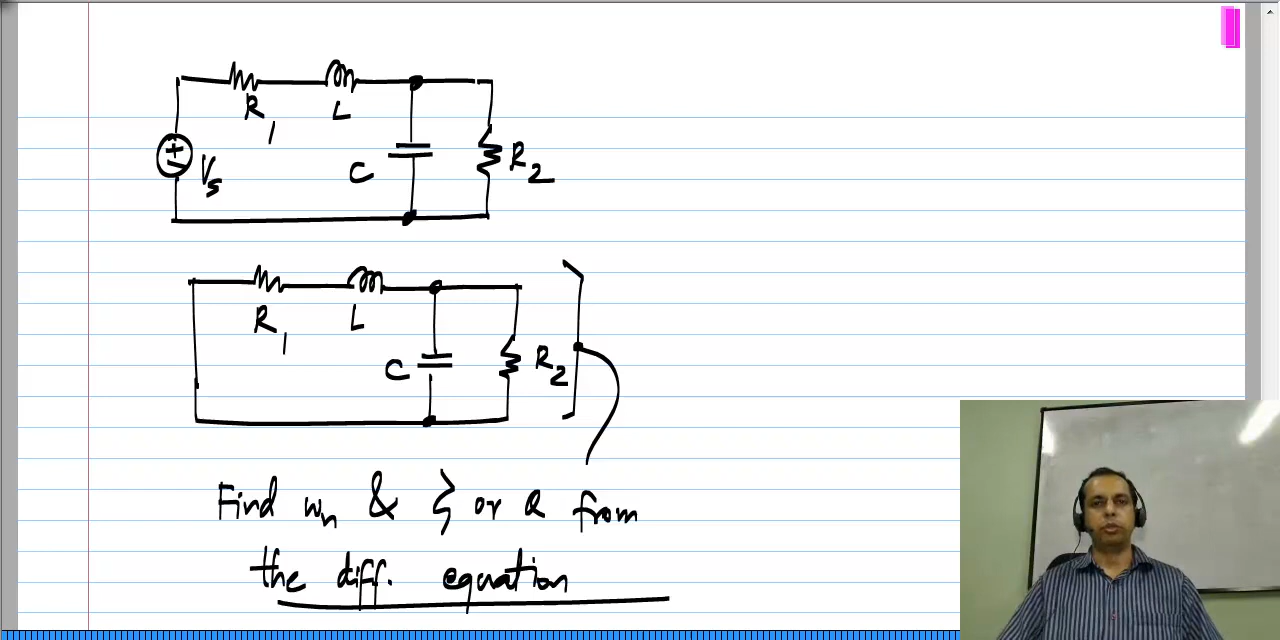 R1 L
Vs C R2
R1 L
C R2
Find ωn & ζ or Q from
the diff. equation